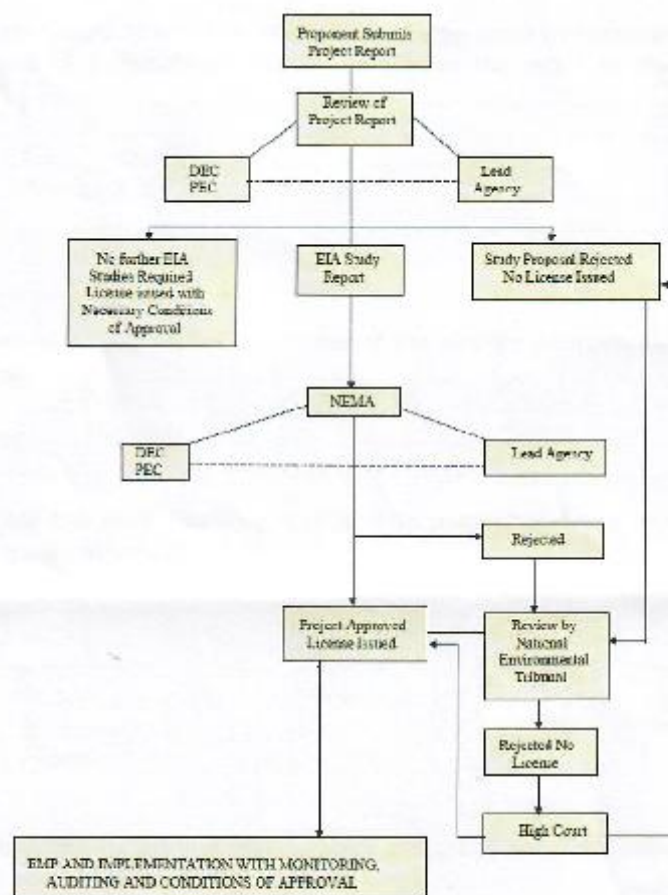 Proponent Submits
Project Report
Review of
Project Report
DEC
PEC
Lead
Agency
No further EIA
Studies Required
License issued with
Necessary Conditions
of Approval
EIA Study
Report
Study Proposal Rejected
No License Issued
NEMA
DEC
PEC
Lead Agency
Rejected
Project Approved
License Issued
Review by
National
Environmental
Tribunal
Rejected No
License
High Court
EMP AND IMPLEMENTATION WITH MONITORING,
AUDITING AND CONDITIONS OF APPROVAL